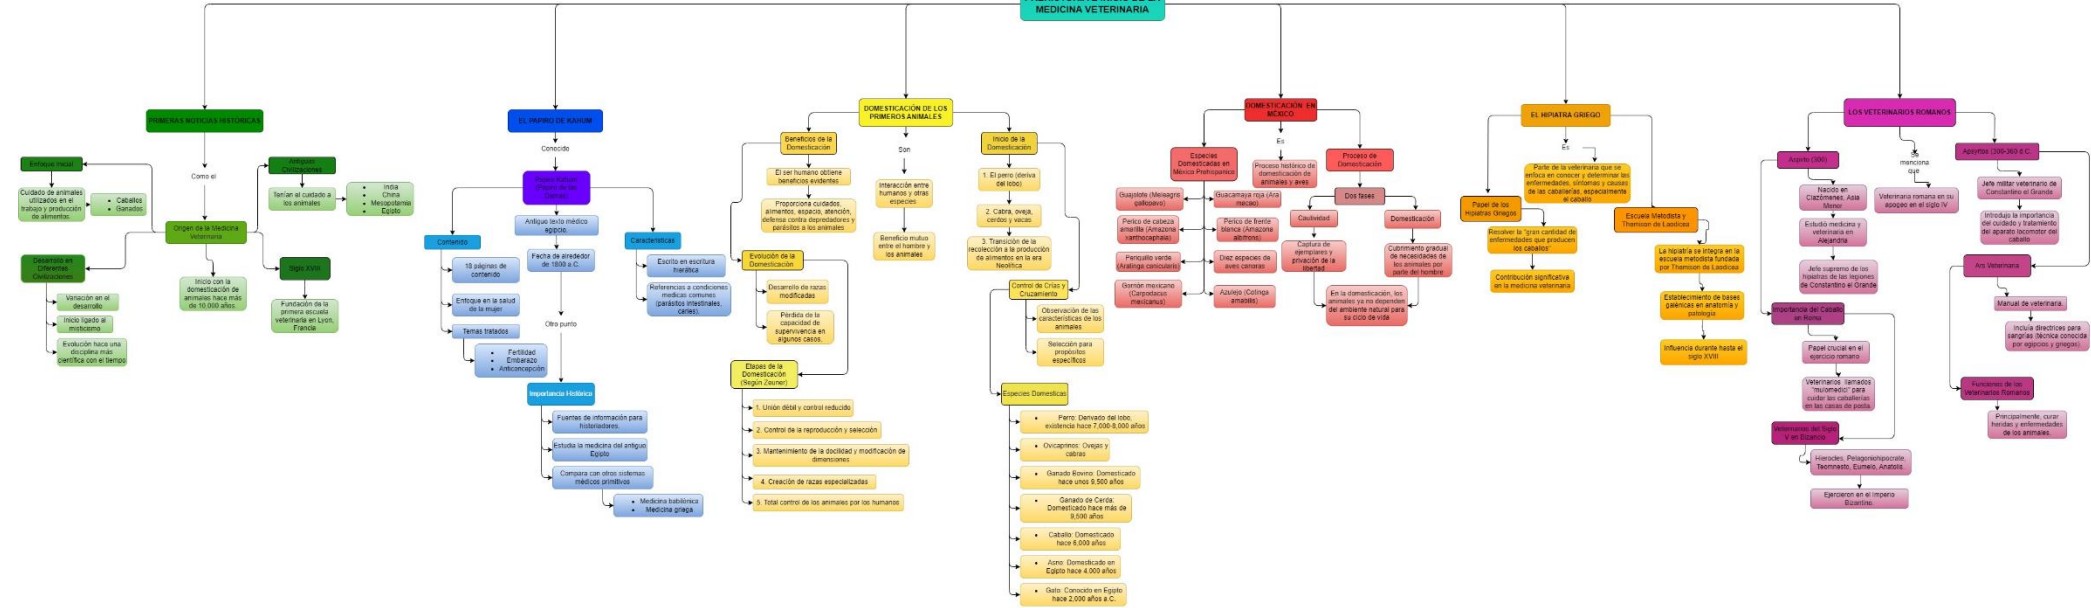 PREHISTORIA E INICIO DE LA
MEDICINA VETERINARIA
PRIMERAS NOTICIAS HISTÓRICAS
Enfoque Inicial
Cuidado de animales
utilizados en el
trabajo y producción
de alimentos.
Caballos
Ganados
Como el
Antiguas
Civilizaciones
Tenían el cuidado a
los animales
India
China
Mesopotamia
Egipto
Origen de la Medicina
Veterinaria
Desarrollo en
Diferentes
Civilizaciones
Variación en el
desarrollo
Inicio ligado al
misticismo
Evolución hace una
disciplina más
científica con el tiempo
Inicio con la
domesticación de
animales hace más
de 10,000 años.
Siglo XVIII
Fundación de la
primera escuela
veterinaria en Lyon,
Francia
EL PAPIRO DE KAHUM
Conocido
Papiro Kahum
(Papiro de
Antiguo texto médico
egipcio.
Fecha de alrededor
de 1800 a C.
Contenido
18 páginas de
contenido
Enfoque en la salud
de la mujer
Temas tratados
Fertilidad
Embarazo
Anticoncepción
Características
Escrito en escritura
hierática
Referencias a condiciones
medicas comunes
(parásitos intestinales,
caries).
Otro punto
Importancia Histórica
Fuentes de información para
historiadores.
Estudia la medicina del antiguo
Egipto
Compara con otros sistemas
médicos primitivos
Medicina babilónica
Medicina griega
DOMESTICACIÓN DE LOS
PRIMEROS ANIMALES
Beneficios de la
Domesticación
El ser humano obtiene
beneficios evidentes
Proporciona cuidados,
alimentos, espacio, atención,
defensa contra depredadores y
parásitos a los animales
Evolución de la
Domesticación
Desarrollo de razas
modificadas
Pérdida de la
capacidad de
supervivencia en
algunos casos.
Etapas de la
Domesticación
(Según Zeuner)
1. Unión débil y control reducido
2. Control de la reproducción y selección
3. Mantenimiento de la docilidad y modificación de
dimensiones
4. Creación de razas especializadas
5. Total control de los animales por los humanos
Son
Interacción entre
humanos y otras
especies
Beneficio mutuo
entre el hombre y
los animales
Inicio de la
Domesticación
1. El perro (deriva
del lobo)
2. Cabra, oveja,
cerdos y vacas
3. Transición de la
recolección a la producción
de alimentos en la era
Neolítica
Control de Crías y
Cruzamiento
Observación de las
características de los
animales
Selección para
propósitos
específicos
Especies Domesticas
Perro: Derivado del lobo,
existencia hace 7,000-8,000 años
Ovicaprinos: Ovejas y
cabras
Ganado Bovino: Domesticado
hace unos 9,500 años
Ganado de Cerda:
Domesticado hace más de
9,500 años
Caballo: Domesticado
hace 6,000 años
Asno: Domesticado en
Egipto hace 4,000 años
Gato: Conocido en Egipto
hace 2,000 años a C.
DOMESTICACIÓN EN
MÉXICO
Especies
Domesticadas en
México Prehispánico
Guajolote (Meleagris
gallopavo)
Guacamaya roja (Ara
macao)
Perico de cabeza
amarilla (Amazona
xanthocephala)
Perico de frente
blanca (Amazona
albifrons)
Periquillo verde
(Aratinga canicularis)
Diez especies de
aves canoras
Gorrión mexicano
(Carpodacus
mexicanus)
Azulejo (Cotinga
amabilis)
Es
Proceso histórico de
domesticación de
animales y aves
Proceso de
Domesticación
Dos fases
Cautividad
Captura de
ejemplares y
privación de la
libertad
Domesticación
Cubrimiento gradual
de necesidades de
los animales por
parte del hombre
En la domesticación, los
animales ya no dependen
del ambiente natural para
su ciclo de vida
EL HIPIATRA GRIEGO
Es
Parte de la veterinaria que se
enfoca en conocer y determinar las
enfermedades, síntomas y causas
de las caballerías, especialmente
el caballo
Papel de los
Hipiatras Griegos
Resolver la "gran cantidad de
enfermedades que producen
los caballos"
Contribución significativa
en la medicina veterinaria
Escuela Metodista y
Themison de Laodicea
La hipiatría se integra en la
escuela metodista fundada
por Themison de Laodicea
Establecimiento de bases
galénicas en anatomía y
patología
Influencia durante hasta el
siglo XVIII
LOS VETERINARIOS ROMANOS
Aspirto (300)
Nacido en
Clazómenes, Asia
Menor
Estudió medicina y
veterinaria en
Alejandría
Jefe supremo de los
hipiatras de las legiones
de Constantino el Grande
Importancia del Caballo
en Roma
Papel crucial en el
ejercicio romano
Veterinarios llamados
"mulomedici" para
cuidar las caballerías
en las casas de posta.
Veterinarios del Siglo
V en Bizancio
Hierocles, Pelagoniohipocrate,
Teomnesto, Eumelo, Anatolio.
Ejercieron en el Imperio
Bizantino.
Se
menciona
que
Veterinaria romana en su
apogeo en el siglo IV
Apsyrtos (300-360 d.C.
Jefe militar veterinario de
Constantino el Grande
Introdujo la importancia
del cuidado y tratamiento
del aparato locomotor del
caballo
Ars Veterinaria
Manual de veterinaria.
Incluía directrices para
sangrías (técnica conocida
por egipcios y griegos).
Funciones de los
Veterinarios Romanos
Principalmente, curar
heridas y enfermedades
de los animales.